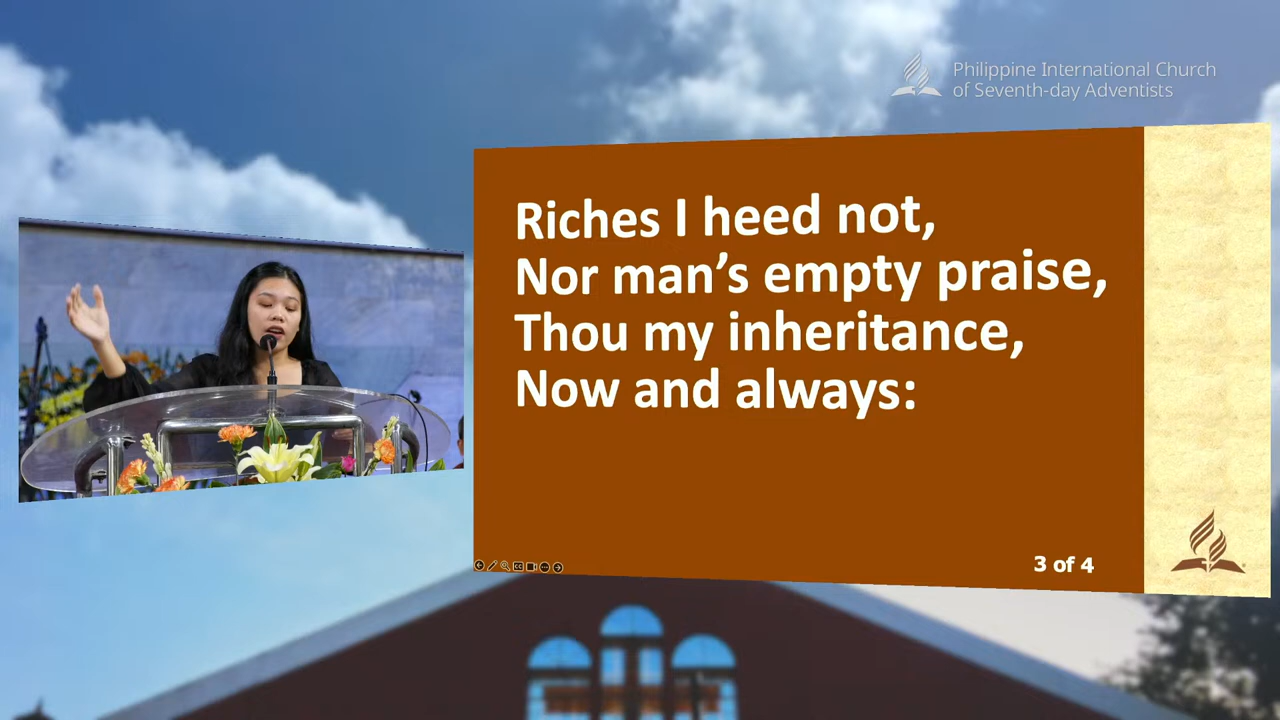 Philippine International Church
of Seventh-day Adventists
Riches I heed not,
Nor man’s empty praise,
Thou my inheritance,
Now and always:
3 of 4